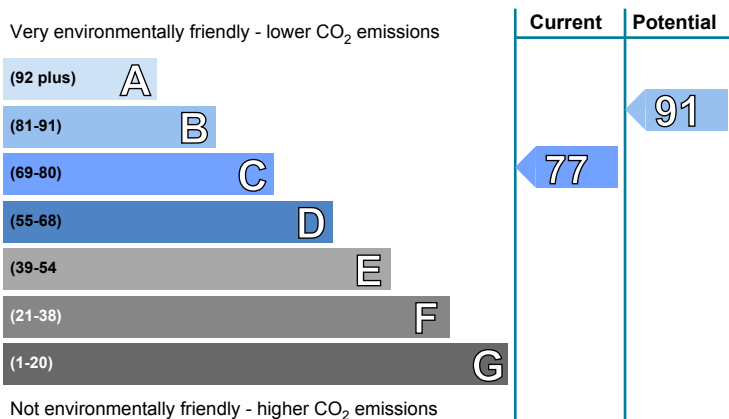 Current Potential
Very environmentally friendly - lower CO2 emissions
(92 plus) A
(81-91) B 91
(69-80) C 77
(55-68) D
(39-54 E
(21-38) F
(1-20) G
Not environmentally friendly - higher CO2 emissions